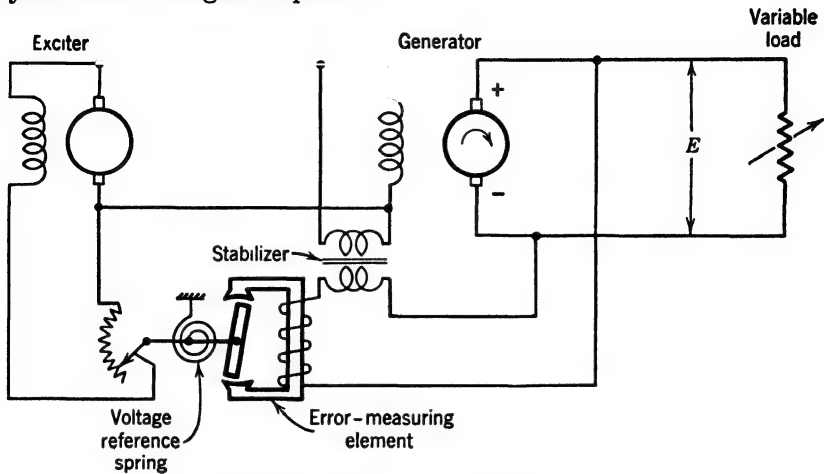 Exciter
Generator
Variable
load
+
E
−
Stabilizer
Voltage
reference
spring
Error-measuring
element